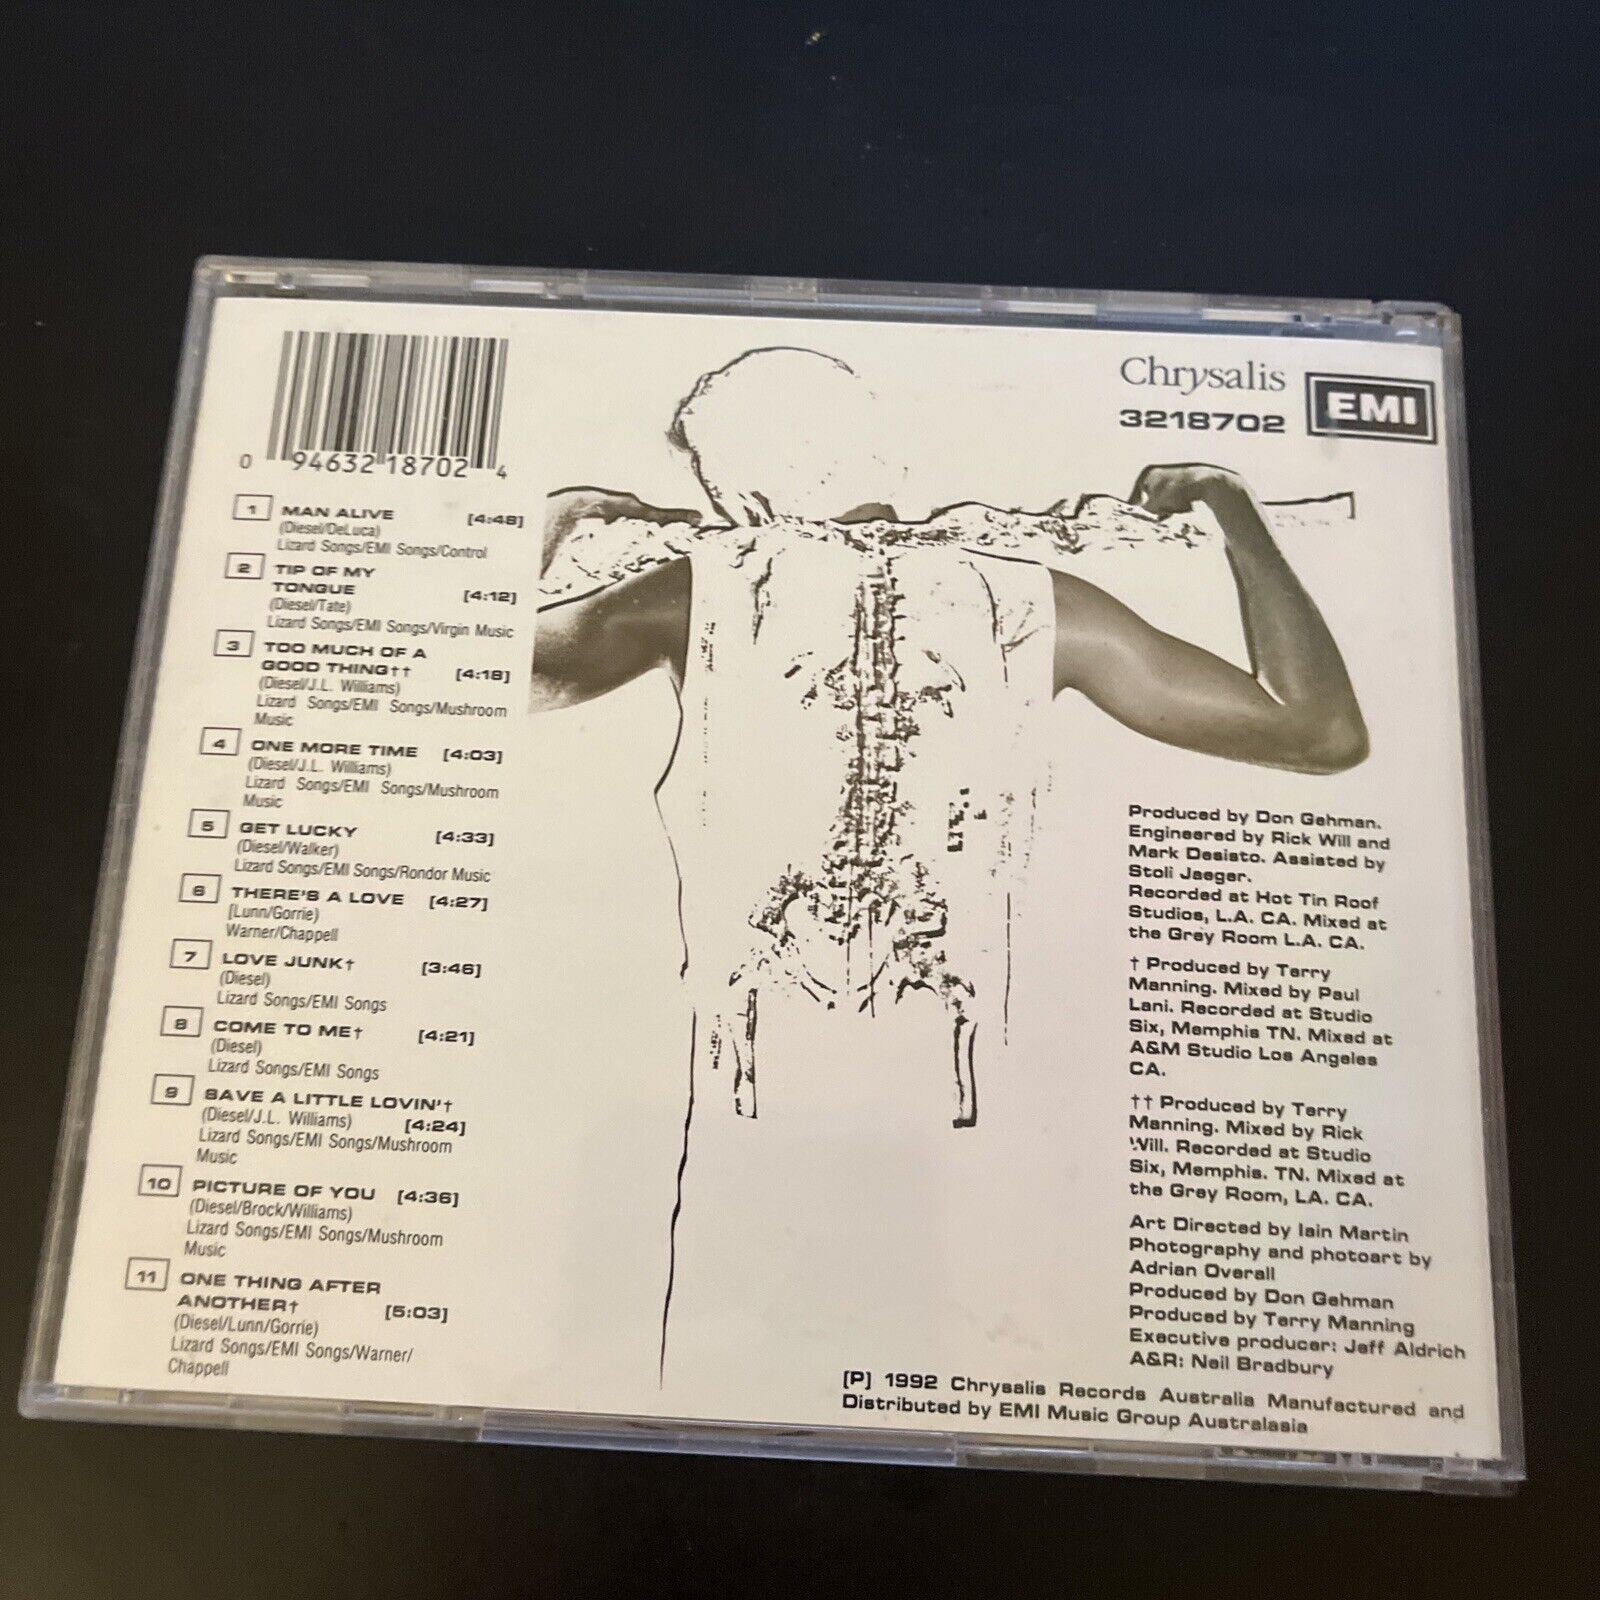 0 94632 18702 4
1 MAN ALIVE [4:48]
(Diesel/DeLuca)
Lizard Songs/EMI Songs/Control
2 TIP OF MY
TONGUE [4:12]
(Diesel/Tate)
Lizard Songs/EMI Songs/Virgin Music
3 TOO MUCH OF A
GOOD THING†† [4:18]
(Diesel/J.L. Williams)
Lizard Songs/EMI Songs/Mushroom
Music
4 ONE MORE TIME [4:03]
(Diesel/J.L. Williams)
Lizard Songs/EMI Songs/Mushroom
Music
5 GET LUCKY [4:33]
(Diesel/Walker)
Lizard Songs/EMI Songs/Rondor Music
6 THERE'S A LOVE [4:27]
[Lunn/Gorrie)
Warner/Chappell
7 LOVE JUNK† [3:46]
(Diesel)
Lizard Songs/EMI Songs
8 COME TO ME† [4:21]
(Diesel)
Lizard Songs/EMI Songs
9 SAVE A LITTLE LOVIN'†
(Diesel/J.L. Williams) [4:24]
Lizard Songs/EMI Songs/Mushroom
Music
10 PICTURE OF YOU [4:36]
(Diesel/Brock/Williams)
Lizard Songs/EMI Songs/Mushroom
Music
11 ONE THING AFTER
ANOTHER† [5:03]
(Diesel/Lunn/Gorrie)
Lizard Songs/EMI Songs/Warner/
Chappell
Chrysalis
3218702
EMI
Produced by Don Gehman.
Engineered by Rick Will and
Mark Desisto. Assisted by
Stoli Jaeger.
Recorded at Hot Tin Roof
Studios, L.A. CA. Mixed at
the Grey Room L.A. CA.
† Produced by Terry
Manning. Mixed by Paul
Lani. Recorded at Studio
Six, Memphis TN. Mixed at
A&M Studio Los Angeles
CA.
†† Produced by Terry
Manning. Mixed by Rick
Will. Recorded at Studio
Six, Memphis. TN. Mixed at
the Grey Room, LA. CA.
Art Directed by Iain Martin
Photography and photoart by
Adrian Overall
Produced by Don Gehman
Produced by Terry Manning
Executive producer: Jeff Aldrich
A&R: Neil Bradbury
[P] 1992 Chrysalis Records Australia Manufactured and
Distributed by EMI Music Group Australasia